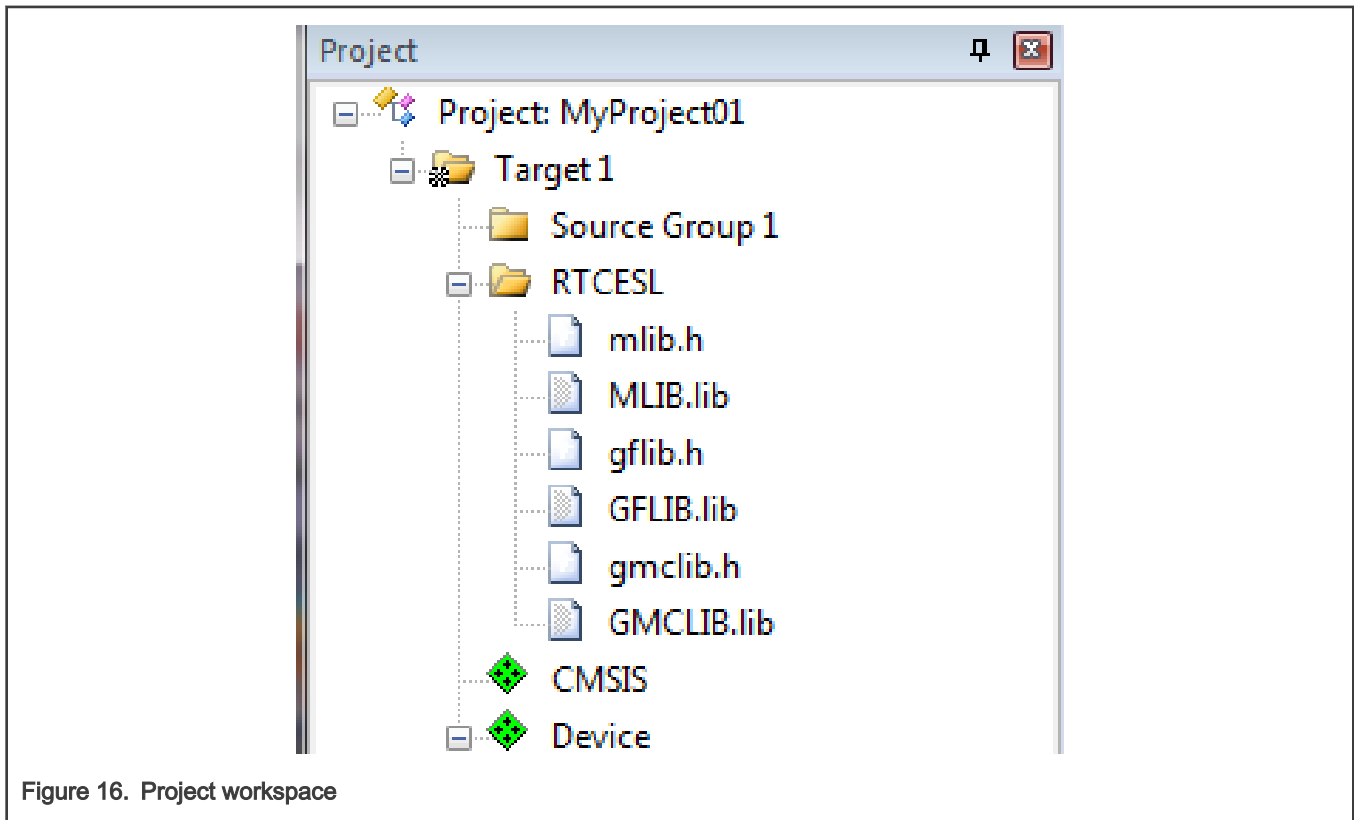 Project
Project: MyProject01
Target 1
Source Group 1
RTCESL
mlib.h
MLIB.lib
gflib.h
GFLIB.lib
gmclib.h
GMCLIB.lib
CMSIS
Device
Figure 16. Project workspace